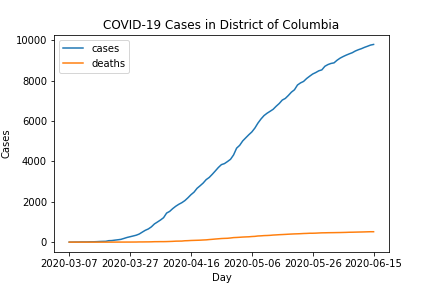 COVID-19 Cases in District of Columbia
cases
deaths
10000
8000
6000
4000
2000
0
Cases
2020-03-07 2020-03-27 2020-04-16 2020-05-06 2020-05-26 2020-06-15
Day